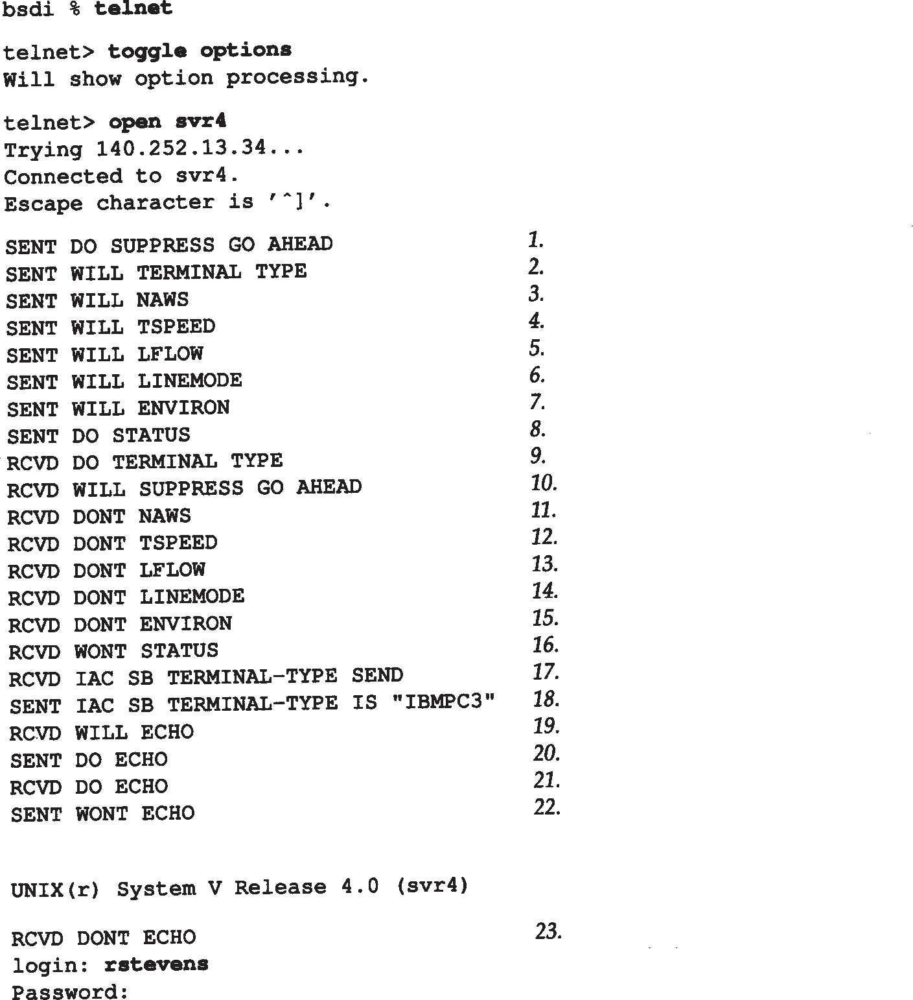 bsdi % telnet
telnet> toggle options
Will show option processing.
telnet> open svr4
Trying 140.252.13.34...
Connected to svr4.
Escape character is '^]'.
SENT DO SUPPRESS GO AHEAD 1.
SENT WILL TERMINAL TYPE 2.
SENT WILL NAWS 3.
SENT WILL TSPEED 4.
SENT WILL LFLOW 5.
SENT WILL LINEMODE 6.
SENT WILL ENVIRON 7.
SENT DO STATUS 8.
RCVD DO TERMINAL TYPE 9.
RCVD WILL SUPPRESS GO AHEAD 10.
RCVD DONT NAWS 11.
RCVD DONT TSPEED 12.
RCVD DONT LFLOW 13.
RCVD DONT LINEMODE 14.
RCVD DONT ENVIRON 15.
RCVD WONT STATUS 16.
RCVD IAC SB TERMINAL-TYPE SEND 17.
SENT IAC SB TERMINAL-TYPE IS "IBMPC3" 18.
RCVD WILL ECHO 19.
SENT DO ECHO 20.
RCVD DO ECHO 21.
SENT WONT ECHO 22.
UNIX(r) System V Release 4.0 (svr4)
RCVD DONT ECHO 23.
login: rstevens
Password: